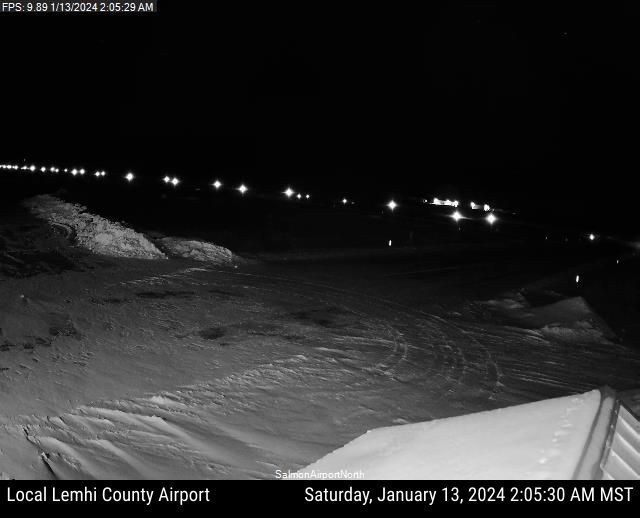 FPS: 9.89 1/13/2024 2:05:29 AM
SalmonAirportNorth
Local Lemhi County Airport Saturday, January 13, 2024 2:05:30 AM MST